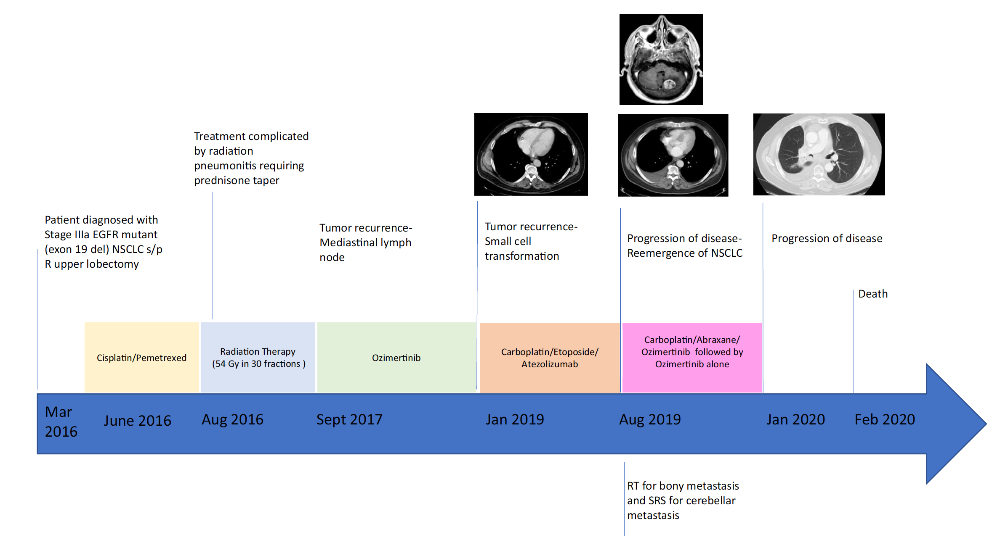 Treatment complicated
by radiation
pneumonitis requiring
prednisone taper
Patient diagnosed with
Stage IIIa EGFR mutant
(exon 19 del) NSCLC s/p
R upper lobectomy
Tumor recurrence-
Mediastinal lymph
node
Tumor recurrence-
Small cell
transformation
Progression of disease-
Reemergence of NSCLC
Progression of disease
Death
Cisplatin/Pemetrexed
Radiation Therapy
(54 Gy in 30 fractions )
Ozimertinib
Carboplatin/Etoposide/
Atezolizumab
Carboplatin/Abraxane/
Ozimertinib followed by
Ozimertinib alone
Mar
2016
June 2016
Aug 2016
Sept 2017
Jan 2019
Aug 2019
Jan 2020
Feb 2020
RT for bony metastasis
and SRS for cerebellar
metastasis